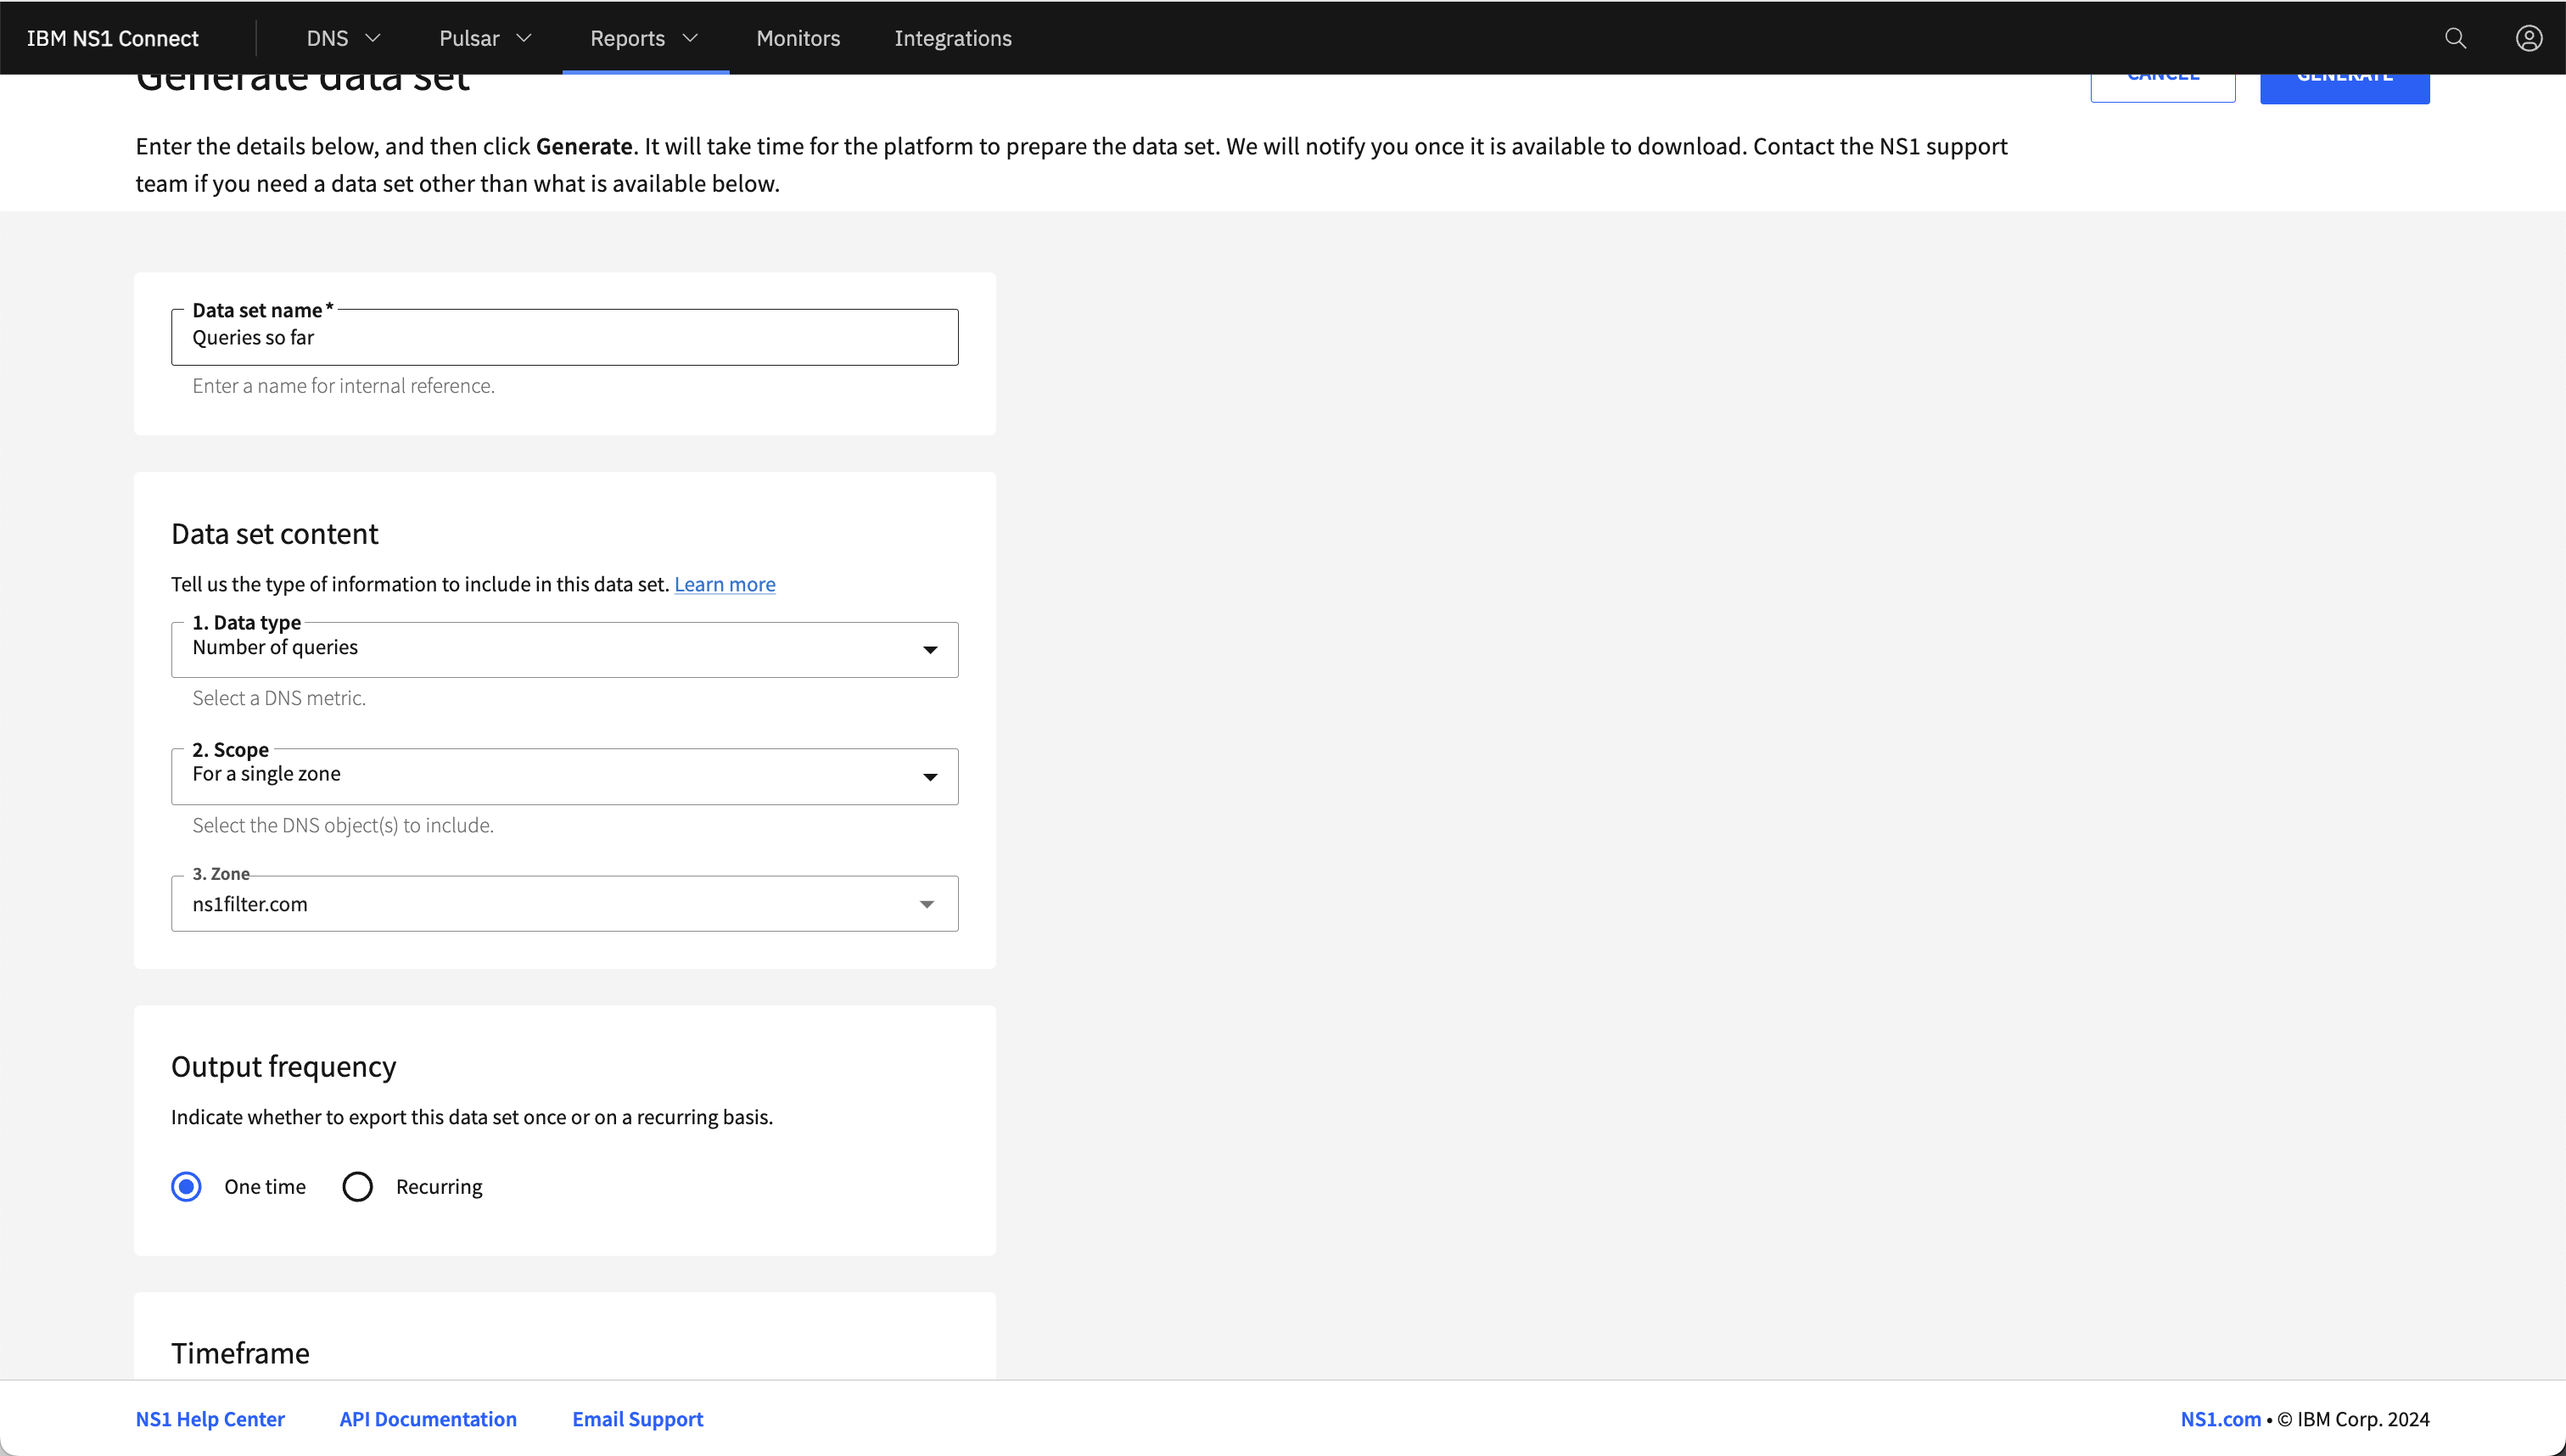 IBM NS1 Connect DNS Pulsar Reports Monitors Integrations
Generate data set CANCEL GENERATE
Enter the details below, and then click Generate. It will take time for the platform to prepare the data set. We will notify you once it is available to download. Contact the NS1 support
team if you need a data set other than what is available below.
Data set name*
Queries so far
Enter a name for internal reference.
Data set content
Tell us the type of information to include in this data set. Learn more
1. Data type
Number of queries
Select a DNS metric.
2. Scope
For a single zone
Select the DNS object(s) to include.
3. Zone
ns1filter.com
Output frequency
Indicate whether to export this data set once or on a recurring basis.
One time Recurring
Timeframe
NS1 Help Center API Documentation Email Support NS1.com • © IBM Corp. 2024